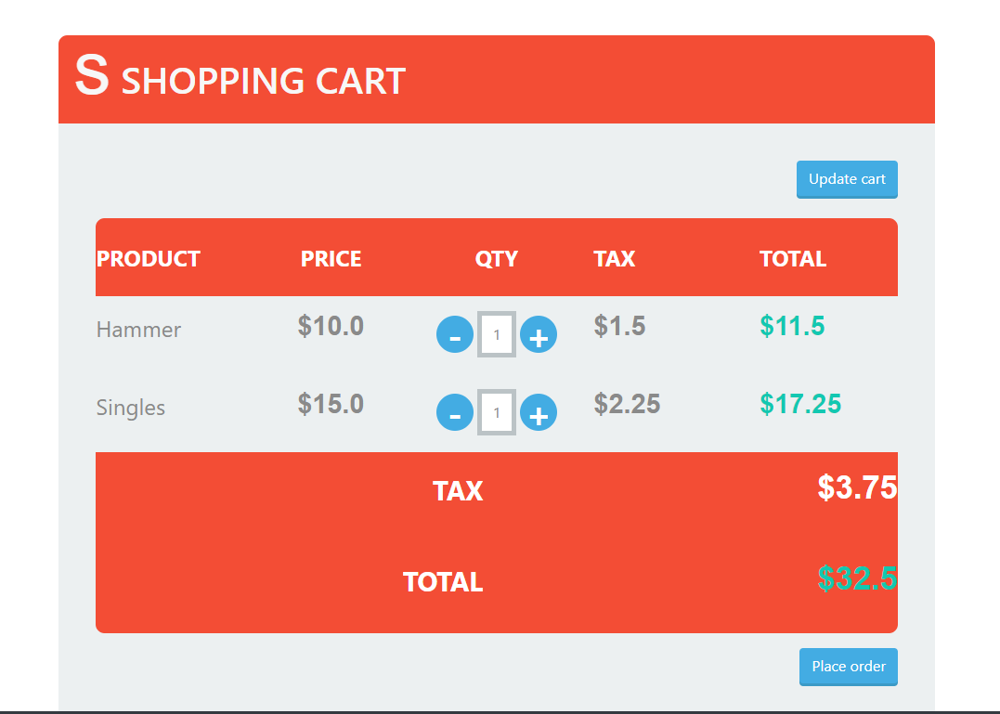 S SHOPPING CART
Update cart
PRODUCT PRICE QTY TAX TOTAL
Hammer $10.0 - 1 + $1.5 $11.5
Singles $15.0 - 1 + $2.25 $17.25
TAX $3.75
TOTAL $32.5
Place order